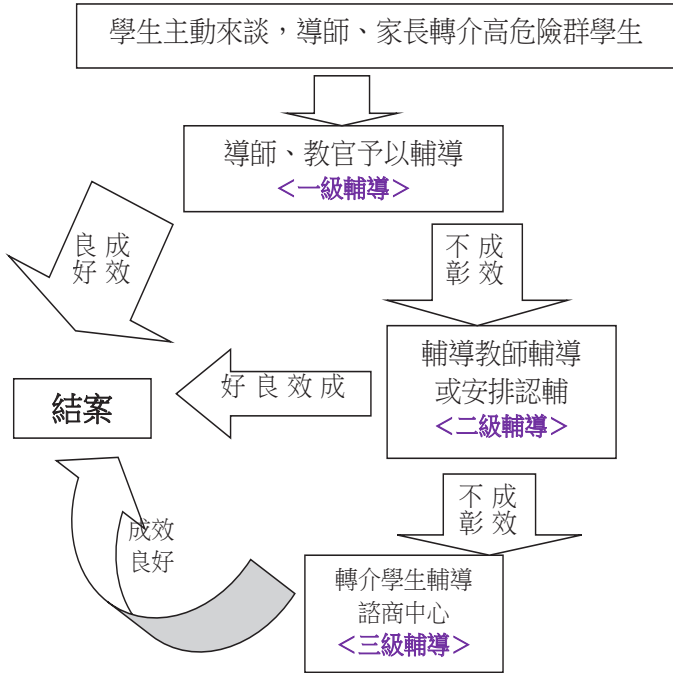 學生主動來談，導師、家長轉介高危險群學生
導師、教官予以輔導
＜一級輔導＞
成效
良好
成效
不彰
輔導教師輔導
或安排認輔
＜二級輔導＞
好良效成
結案
成效
不彰
成效
良好
轉介學生輔導
諮商中心
＜三級輔導＞